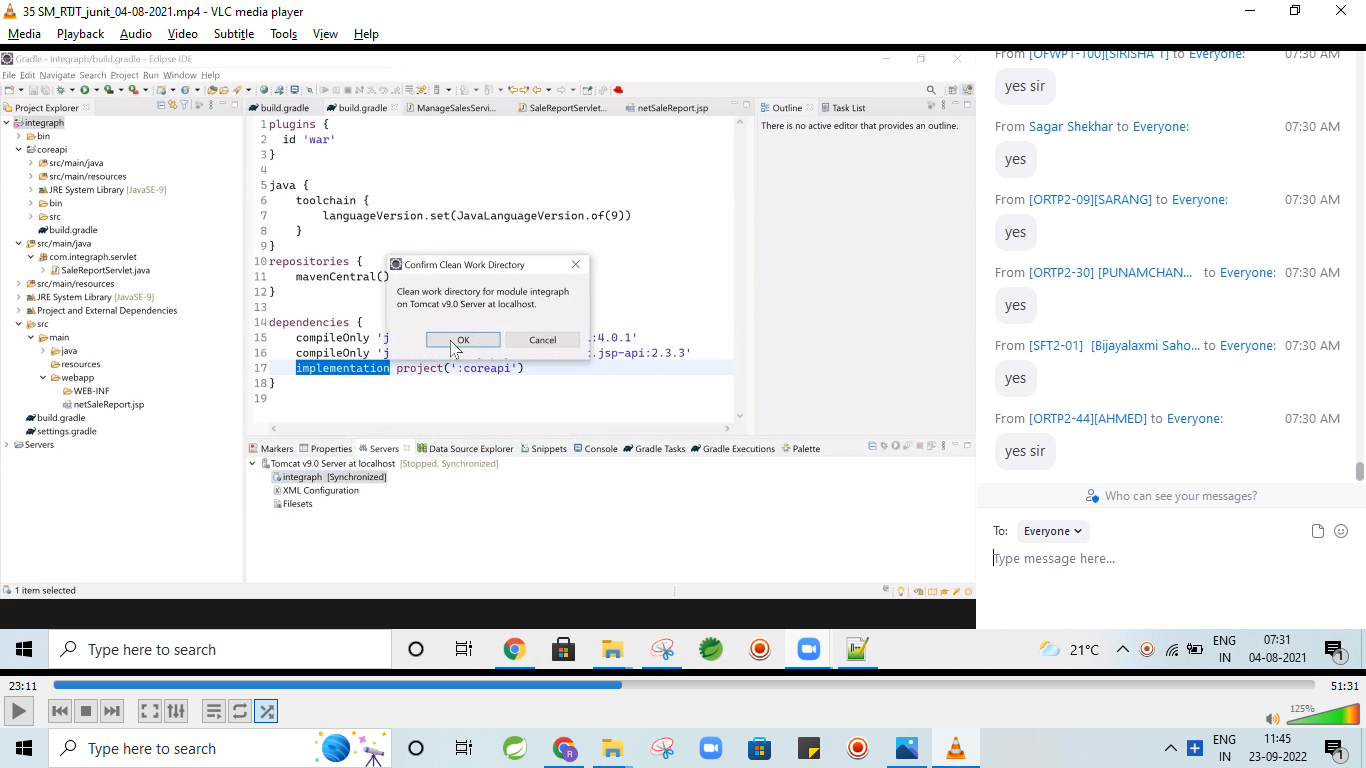 35 SM_RTJT_junit_04-08-2021.mp4 - VLC media player
Media Playback Audio Video Subtitle Tools View Help
Gradle - integraph/build.gradle - Eclipse IDE
File Edit Navigate Search Project Run Window Help
Project Explorer
integraph
bin
coreapi
src/main/java
src/main/resources
JRE System Library [JavaSE-9]
bin
src
build.gradle
src/main/java
com.integraph.servlet
SaleReportServlet.java
src/main/resources
JRE System Library [JavaSE-9]
Project and External Dependencies
src
main
java
resources
webapp
WEB-INF
netSaleReport.jsp
build.gradle
settings.gradle
Servers
build.gradle build.gradle ManageSalesServi... SaleReportServlet... netSaleReport.jsp
1 plugins {
2 id 'war'
3 }
4
5 java {
6 toolchain {
7 languageVersion.set(JavaLanguageVersion.of(9))
8 }
9 }
10 repositories {
11 mavenCentral()
12 }
13
14 dependencies {
15 compileOnly 'j :4.0.1'
16 compileOnly 'j .jsp-api:2.3.3'
17 implementation project(':coreapi')
18 }
19
Confirm Clean Work Directory
Clean work directory for module integraph
on Tomcat v9.0 Server at localhost.
OK Cancel
Outline Task List
There is no active editor that provides an outline.
Markers Properties Servers Data Source Explorer Snippets Console Gradle Tasks Gradle Executions Palette
Tomcat v9.0 Server at localhost [Stopped, Synchronized]
integraph [Synchronized]
XML Configuration
Filesets
1 item selected
From [OFWPT-100][SIRISHA T] to Everyone: 07:30 AM
yes sir
From Sagar Shekhar to Everyone: 07:30 AM
yes
From [ORTP2-09][SARANG] to Everyone: 07:30 AM
yes
From [ORTP2-30] [PUNAMCHAN... to Everyone: 07:30 AM
yes
From [SFT2-01] [Bijayalaxmi Saho... to Everyone: 07:30 AM
yes
From [ORTP2-44][AHMED] to Everyone: 07:30 AM
yes sir
Who can see your messages?
To: Everyone
Type message here...
Type here to search
21°C
ENG
IN
07:31
04-08-2021
1
23:11
51:31
125%
Type here to search
R
ENG
IN
11:45
23-09-2022
1